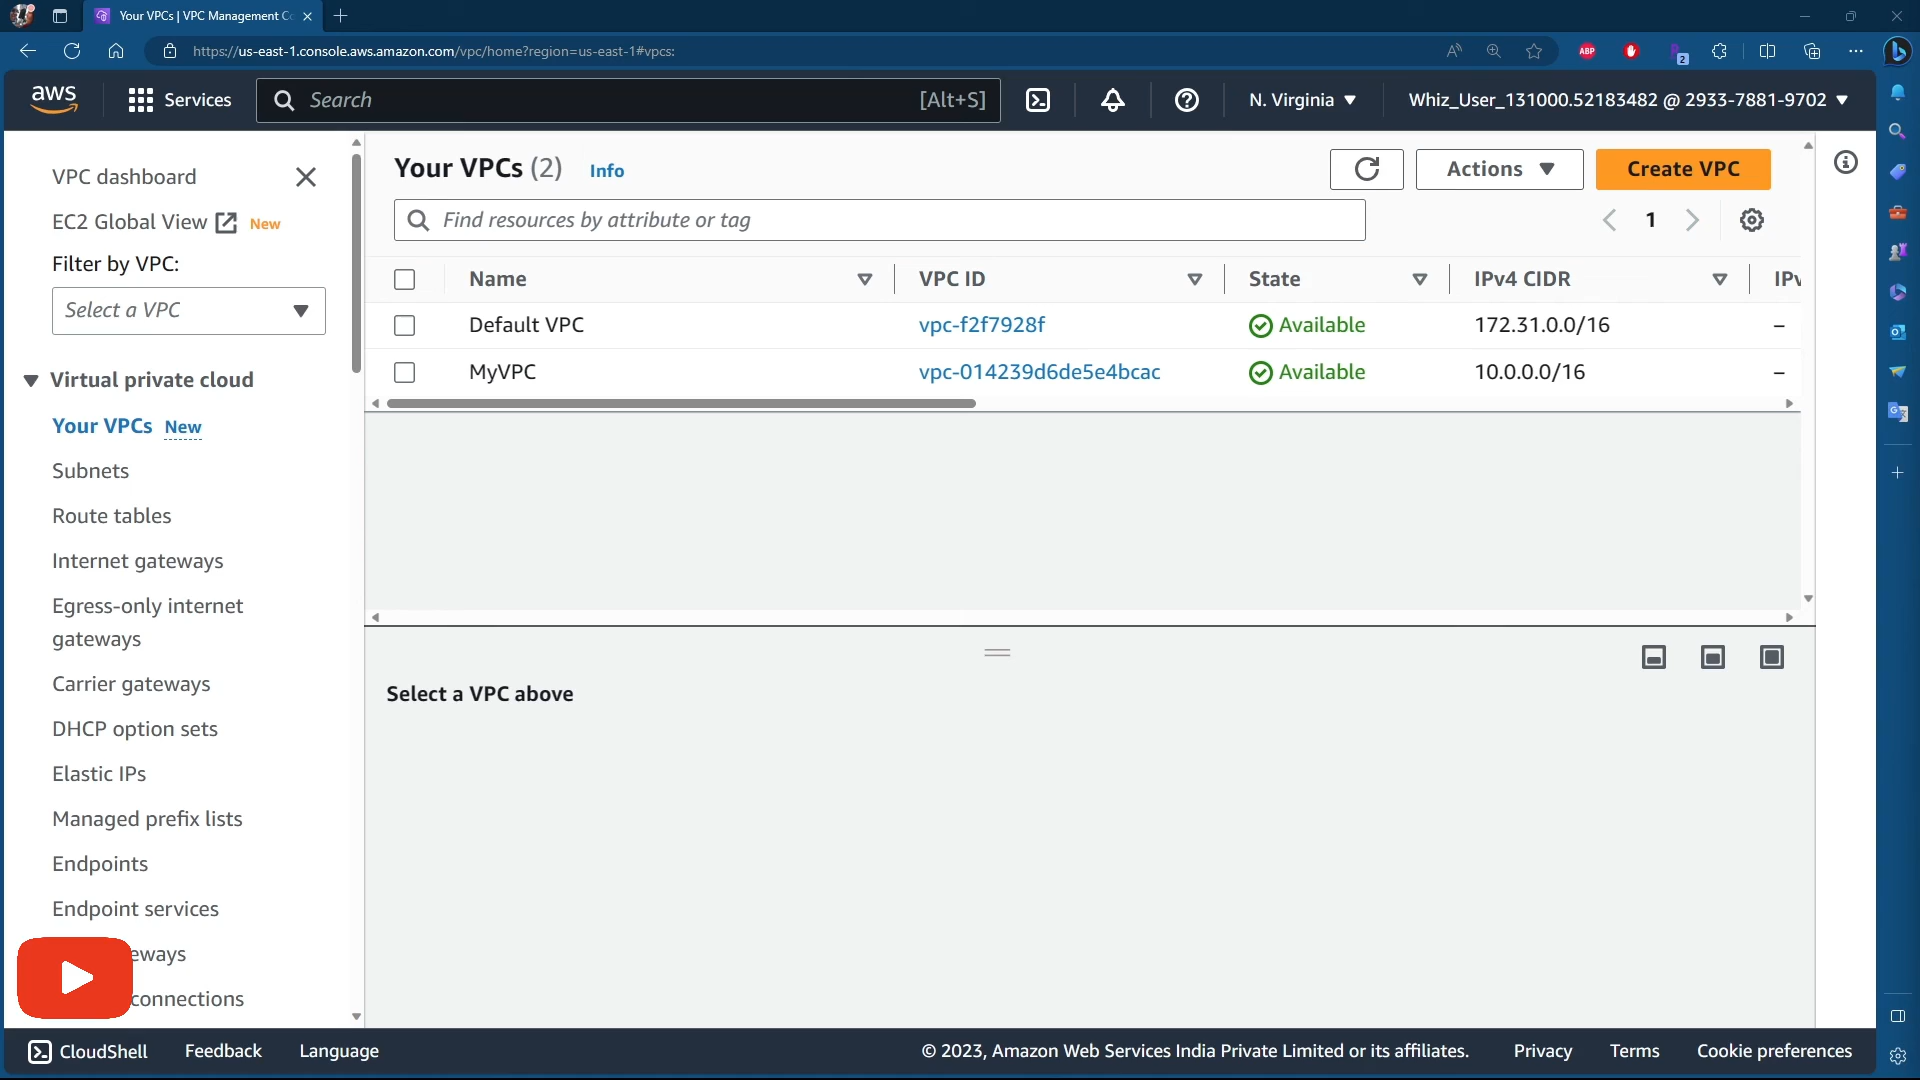 Your VPCs | VPC Management Co
https://us-east-1.console.aws.amazon.com/vpc/home?region=us-east-1#vpcs:
ABP
2
aws
Services
Search
[Alt+S]
N. Virginia
Whiz_User_131000.52183482 @ 2933-7881-9702
VPC dashboard
EC2 Global View New
Filter by VPC:
Select a VPC
Virtual private cloud
Your VPCs New
Subnets
Route tables
Internet gateways
Egress-only internet
gateways
Carrier gateways
DHCP option sets
Elastic IPs
Managed prefix lists
Endpoints
Endpoint services
eways
connections
Your VPCs (2) Info
Actions
Create VPC
Find resources by attribute or tag
1
Name VPC ID State IPv4 CIDR IPv
Default VPC vpc-f2f7928f Available 172.31.0.0/16 –
MyVPC vpc-014239d6de5e4bcac Available 10.0.0.0/16 –
Select a VPC above
CloudShell Feedback Language
© 2023, Amazon Web Services India Private Limited or its affiliates. Privacy Terms Cookie preferences